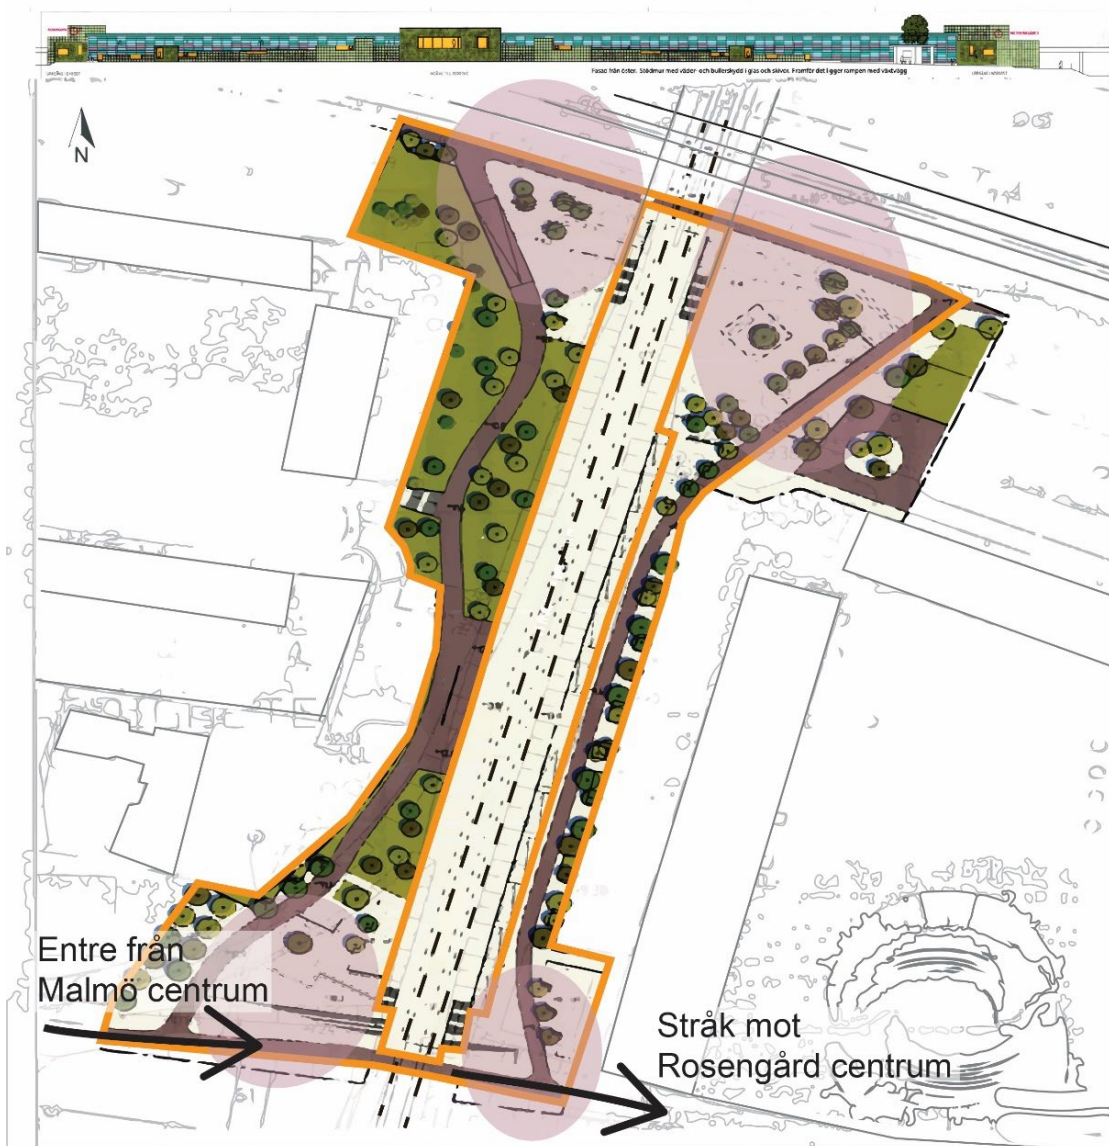 Fasad från öster. Stödmur med väder- och bullerskydd i glas och skivor. Framför det ligger rampen med växtvägg
N
Entre från
Malmö centrum
Stråk mot
Rosengård centrum